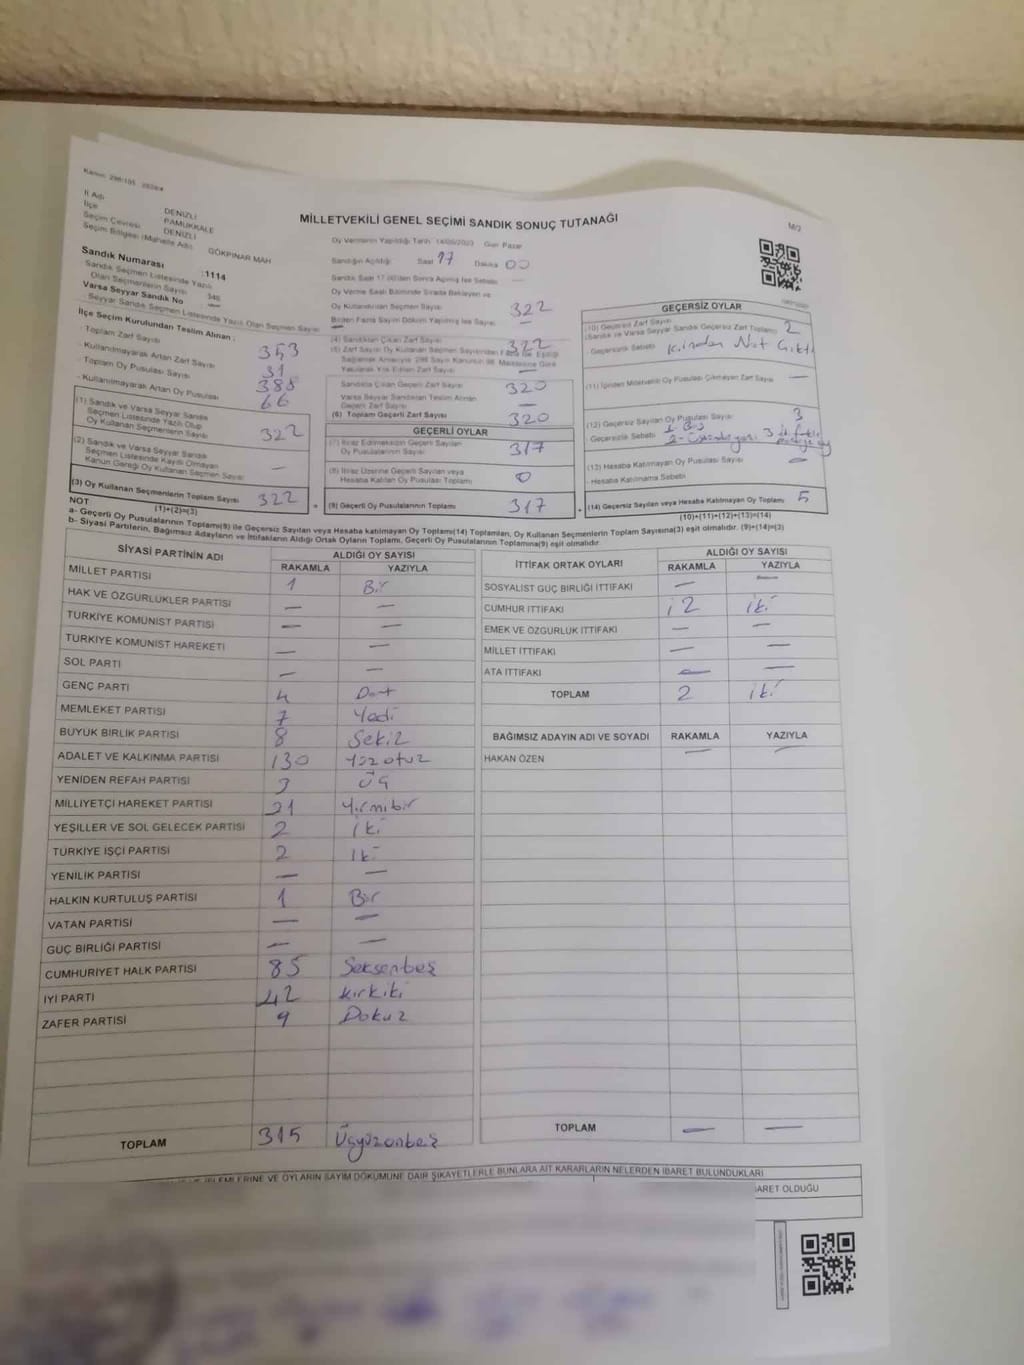 Kanun: 298/105
MİLLETVEKİLİ GENEL SEÇİMİ SANDIK SONUÇ TUTANAĞI
M/3
İl Adı DENİZLİ
İlçe PAMUKKALE
Seçim Çevresi DENİZLİ
Seçim Bölgesi (Mahalle Adı) GÖKPINAR MAH
Sandık Numarası :1114
Sandık Seçmen Listesinde Yazılı
Olan Seçmenlerin Sayısı
Varsa Seyyar Sandık No
Seyyar Sandık Seçmen Listesinde Yazılı Olan Seçmen Sayısı
İlçe Seçim Kurulundan Teslim Alınan :
- Toplam Zarf Sayısı 353
- Kullanılmayarak Artan Zarf Sayısı 31
- Toplam Oy Pusulası Sayısı 388
- Kullanılmayarak Artan Oy Pusulası 66
(1) Sandık ve Varsa Seyyar Sandık
Seçmen Listesinde Yazılı Olup
Oy Kullanan Seçmenlerin Sayısı 322
(2) Sandık ve Varsa Seyyar Sandık
Seçmen Listesinde Kaydı Olmayan
Kanun Gereği Oy Kullanan Seçmen Sayısı —
(3) Oy Kullanan Seçmenlerin Toplam Sayısı 322
(1)+(2)=(3)
Oy Vermenin Yapıldığı Tarih 14/05/2023 Gün Pazar
Sandığın Açıldığı Saat 17 Dakika 00
Sandık Saat 17.00'den Sonra Açılmış İse Sebebi —
Oy Verme Saati Bitiminde Sırada Bekleyen ve
Oy Kullandırılan Seçmen Sayısı 322
Birden Fazla Sayım Döküm Yapılmış İse Sayısı —
(4) Sandıktan Çıkan Zarf Sayısı 322
(5) Zarf Sayısı Oy Kullanan Seçmen Sayısından Fazla İse, Eşitliği
Sağlamak Amacıyla 298 Sayılı Kanunun 98. Maddesine Göre
Yakılarak Yok Edilen Zarf Sayısı —
Sandıkta Çıkan Geçerli Zarf Sayısı 320
Varsa Seyyar Sandıktan Teslim Alınan
Geçerli Zarf Sayısı —
(6) Toplam Geçerli Zarf Sayısı 320
GEÇERLİ OYLAR
(7) İtiraz Edilmeksizin Geçerli Sayılan
Oy Pusulalarının Sayısı 317
(8) İtiraz Üzerine Geçerli Sayılan veya
Hesaba Katılan Oy Pusulaları Toplamı 0
(9) Geçerli Oy Pusulalarının Toplamı 317
GEÇERSİZ OYLAR
(10) Geçersiz Zarf Sayısı
(Sandık ve Varsa Seyyar Sandık Geçersiz Zarf Toplamı) 2
- Geçersizlik Sebebi Not Çıktı
(11) İçinden Milletvekili Oy Pusulası Çıkmayan Zarf Sayısı —
(12) Geçersiz Sayılan Oy Pusulası Sayısı 3
- Geçersizlik Sebebi
(13) Hesaba Katılmayan Oy Pusulası Sayısı —
- Hesaba Katılmama Sebebi
(14) Geçersiz Sayılan veya Hesaba Katılmayan Oy Toplamı 5
(10)+(11)+(12)+(13)=(14)
NOT
a- Geçerli Oy Pusulalarının Toplamı(9) ile Geçersiz Sayılan veya Hesaba katılmayan Oy Toplamı(14) Toplamları, Oy Kullanan Seçmenlerin Toplam Sayısına(3) eşit olmalıdır. (9)+(14)=(3)
b- Siyasi Partilerin, Bağımsız Adayların ve İttifakların Aldığı Ortak Oyların Toplamı, Geçerli Oy Pusulalarının Toplamına(9) eşit olmalıdır
SİYASİ PARTİNİN ADI ALDIĞI OY SAYISI
RAKAMLA YAZIYLA
MİLLET PARTİSİ 1 Bir
HAK VE ÖZGÜRLÜKLER PARTİSİ — —
TÜRKİYE KOMÜNİST PARTİSİ — —
TÜRKİYE KOMÜNİST HAREKETİ — —
SOL PARTİ — —
GENÇ PARTİ 4 Dört
MEMLEKET PARTİSİ 7 Yedi
BÜYÜK BİRLİK PARTİSİ 8 Sekiz
ADALET VE KALKINMA PARTİSİ 130 Yüzotuz
YENİDEN REFAH PARTİSİ 3 Üç
MİLLİYETÇİ HAREKET PARTİSİ 21 Yirmibir
YEŞİLLER VE SOL GELECEK PARTİSİ 2 iki
TÜRKİYE İŞÇİ PARTİSİ 2 iki
YENİLİK PARTİSİ — —
HALKIN KURTULUŞ PARTİSİ 1 Bir
VATAN PARTİSİ — —
GÜÇ BİRLİĞİ PARTİSİ — —
CUMHURİYET HALK PARTİSİ 85 Seksenbeş
İYİ PARTİ 42 kırkiki
ZAFER PARTİSİ 9 Dokuz
TOPLAM 315 Üçyüzonbeş
İTTİFAK ORTAK OYLARI ALDIĞI OY SAYISI
RAKAMLA YAZIYLA
SOSYALİST GÜÇ BİRLİĞİ İTTİFAKI — —
CUMHUR İTTİFAKI 2 iki
EMEK VE ÖZGÜRLÜK İTTİFAKI — —
MİLLET İTTİFAKI — —
ATA İTTİFAKI — —
TOPLAM 2 iki
BAĞIMSIZ ADAYIN ADI VE SOYADI RAKAMLA YAZIYLA
HAKAN ÖZEN — —
TOPLAM — —
İŞLEMLERİNE VE OYLARIN SAYIM DÖKÜMÜNE DAİR ŞİKAYETLERLE BUNLARA AİT KARARLARIN NELERDEN İBARET BULUNDUKLARI
BARET OLDUĞU